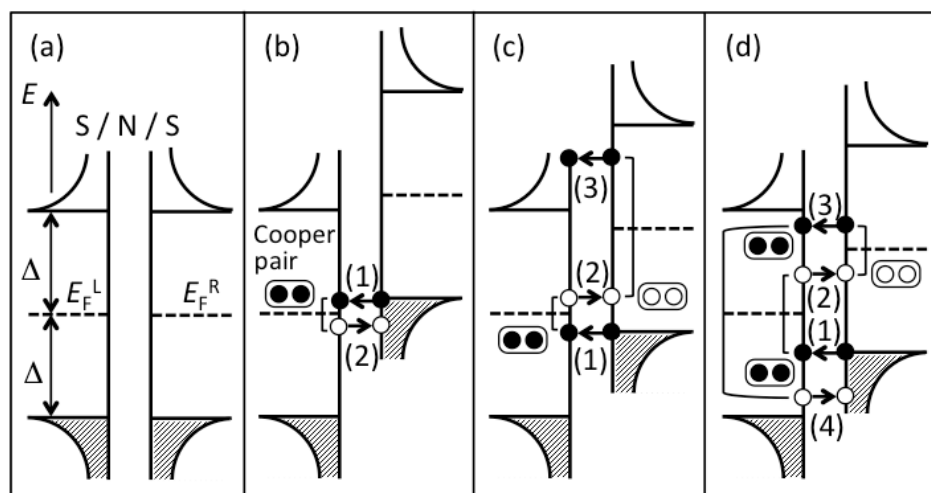 (a)
E
S / N / S
Δ
E_F^L
E_F^R
Δ
(b)
Cooper
pair
(1)
(2)
(c)
(3)
(2)
(1)
(d)
(3)
(2)
(1)
(4)